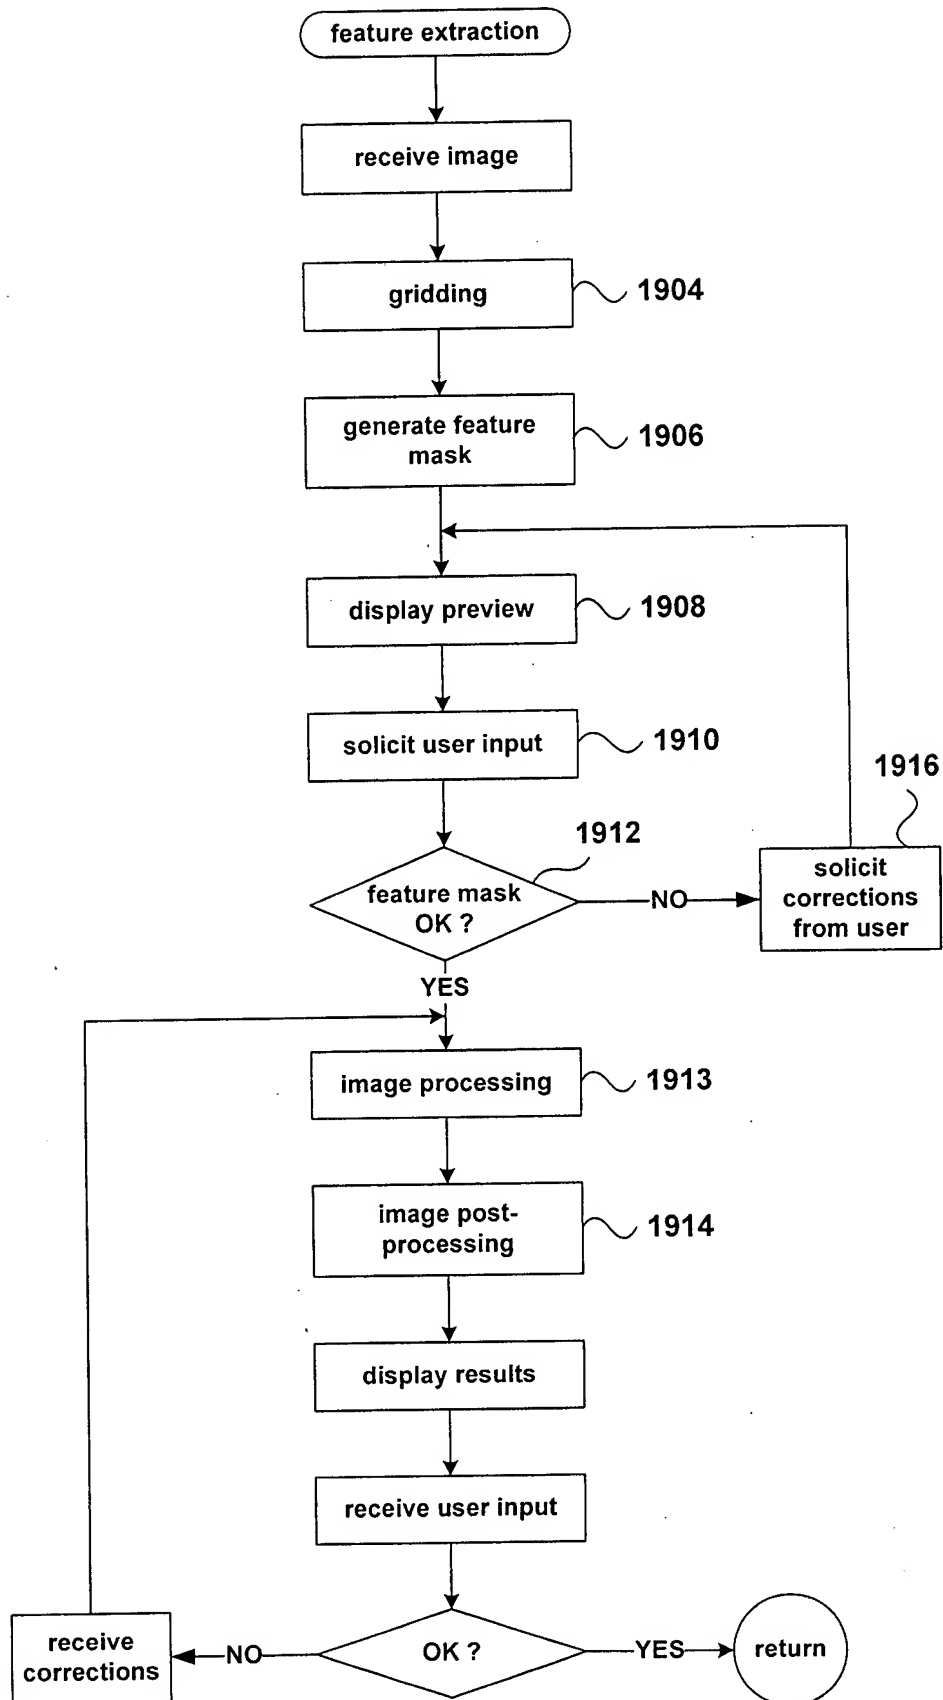 feature extraction
receive image
gridding
1904
generate feature
mask
1906
display preview
1908
solicit user input
1910
1916
1912
feature mask
OK ?
NO
solicit
corrections
from user
YES
image processing
1913
image post-
processing
1914
display results
receive user input
receive
corrections
NO
OK ?
YES
return